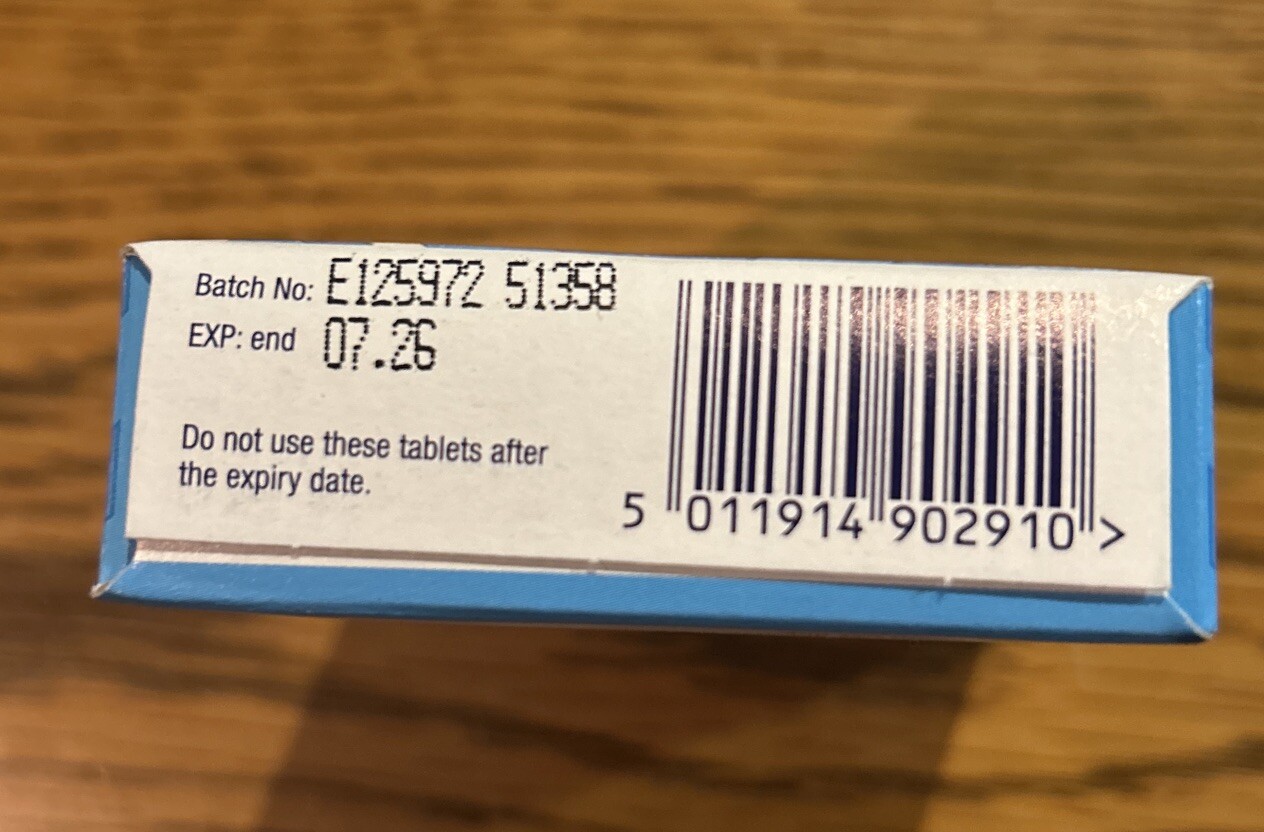 Batch No: E125972 51358
EXP: end 07.26
Do not use these tablets after
the expiry date.
5 011914 902910 >